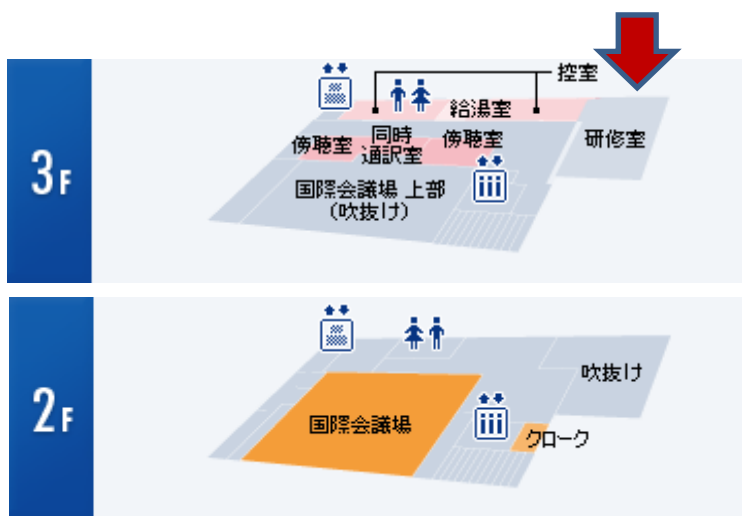 3F
控室
給湯室
傍聴室
同時
通訳室
傍聴室
研修室
国際会議場 上部
(吹抜け)
2F
吹抜け
国際会議場
クローク